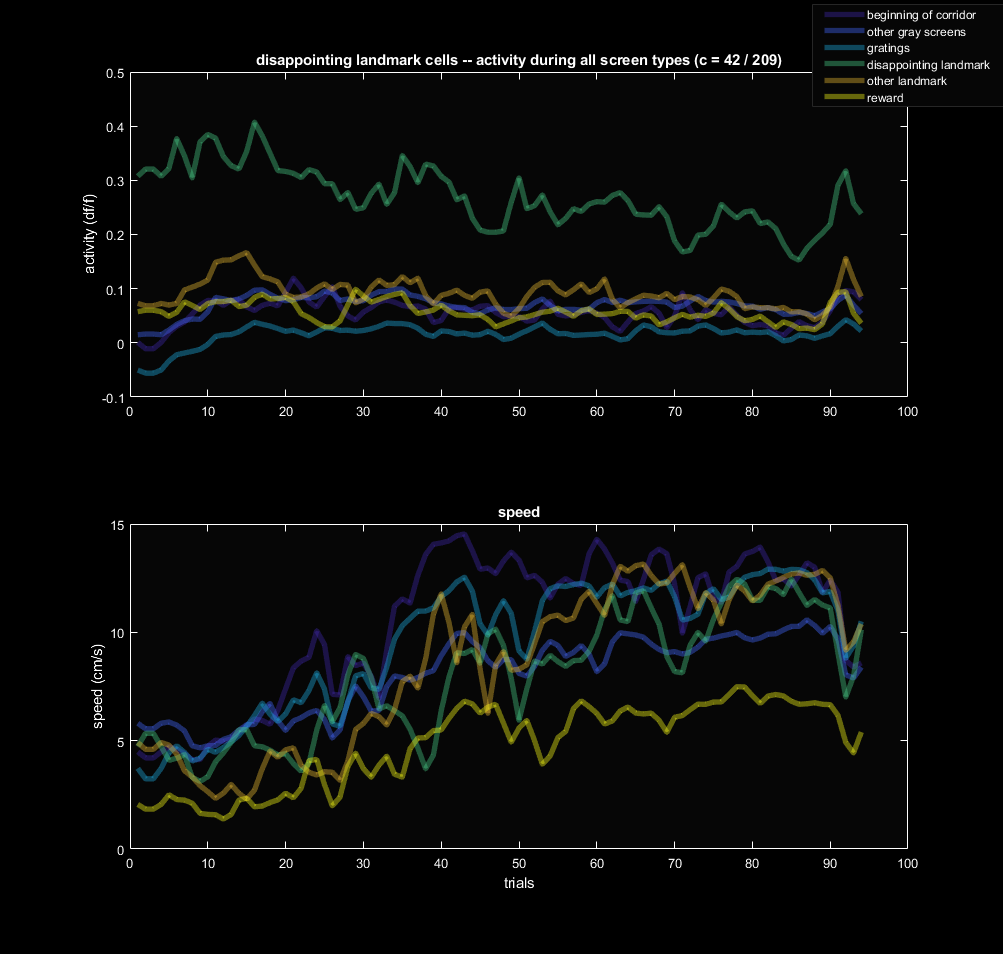 beginning of corridor
other gray screens
gratings
disappointing landmark
other landmark
reward
disappointing landmark cells -- activity during all screen types (c = 42 / 209)
activity (df/f)
0.5
0.4
0.3
0.2
0.1
0
-0.1
0 10 20 30 40 50 60 70 80 90 100
speed
speed (cm/s)
15
10
5
0
0 10 20 30 40 50 60 70 80 90 100
trials